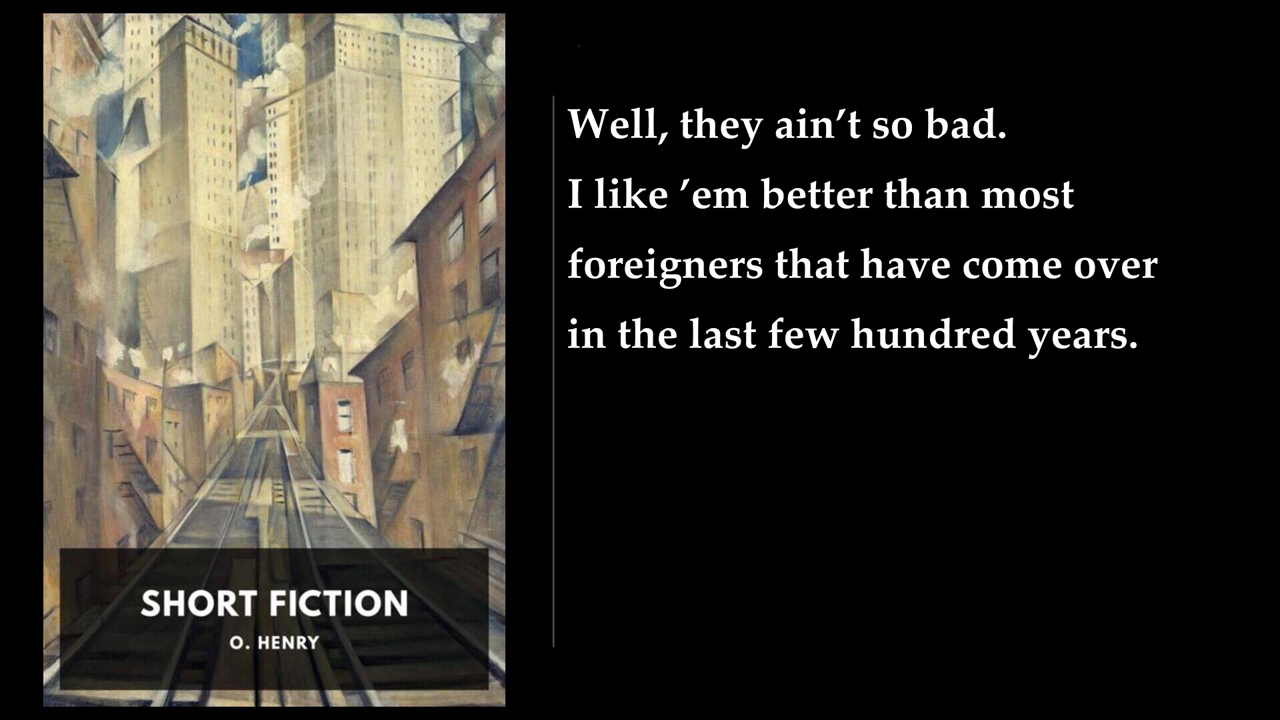 Well, they ain’t so bad.
I like ’em better than most
foreigners that have come over
in the last few hundred years.
SHORT FICTION
O. HENRY